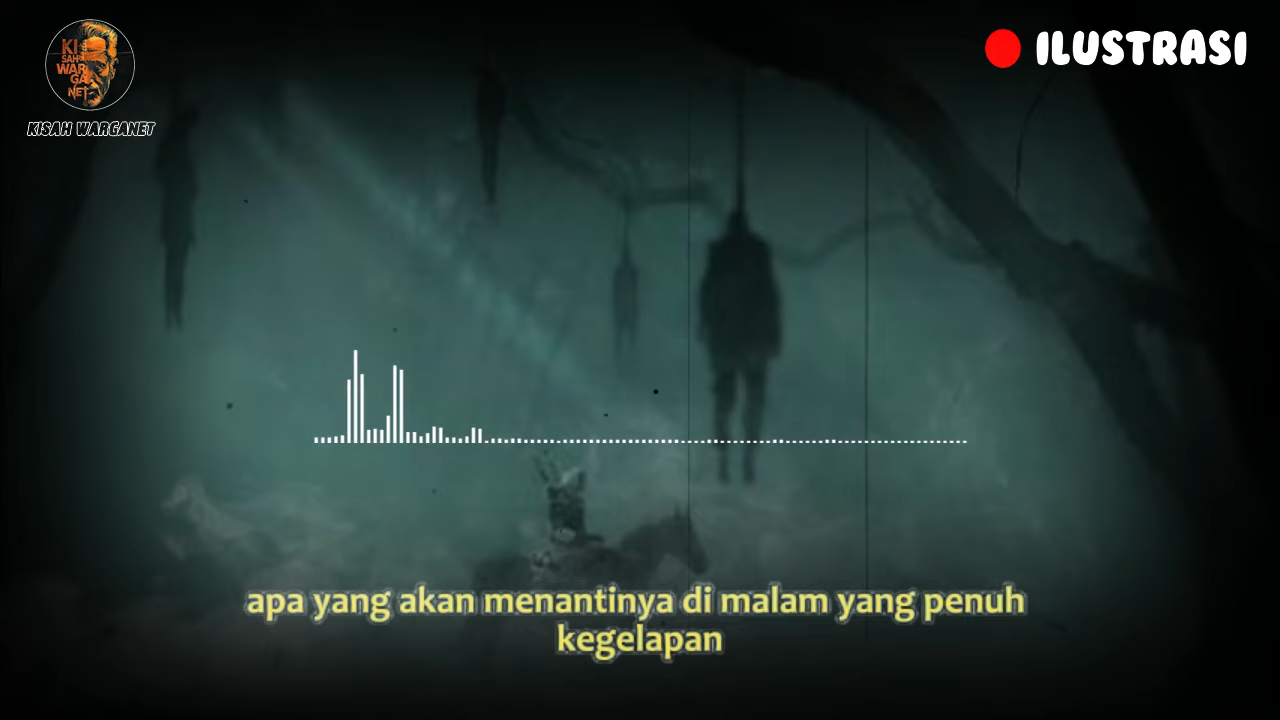 KI
SAH
WAR
GA
NET
KISAH WARGANET
ILUSTRASI
apa yang akan menantinya di malam yang penuh
kegelapan